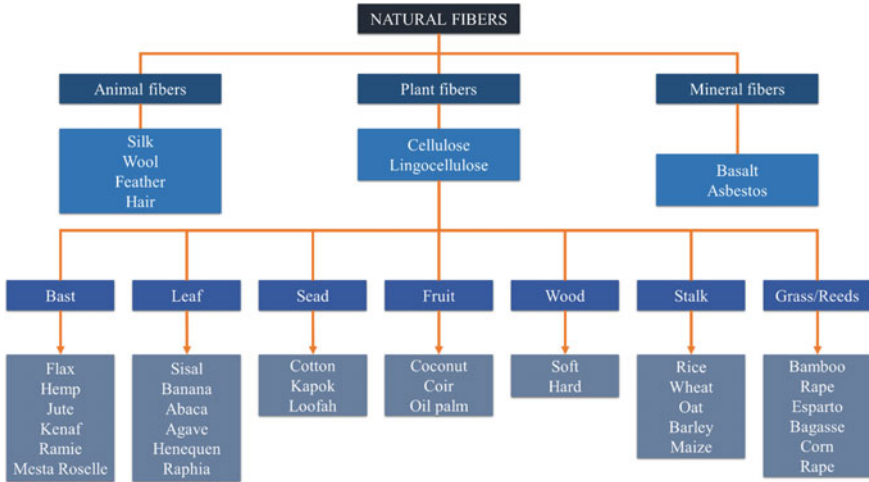 NATURAL FIBERS
Animal fibers
Plant fibers
Mineral fibers
Silk
Wool
Feather
Hair
Cellulose
Lingocellulose
Basalt
Asbestos
Bast
Leaf
Sead
Fruit
Wood
Stalk
Grass/Reeds
Flax
Hemp
Jute
Kenaf
Ramie
Mesta Roselle
Sisal
Banana
Abaca
Agave
Henequen
Raphia
Cotton
Kapok
Loofah
Coconut
Coir
Oil palm
Soft
Hard
Rice
Wheat
Oat
Barley
Maize
Bamboo
Rape
Esparto
Bagasse
Corn
Rape